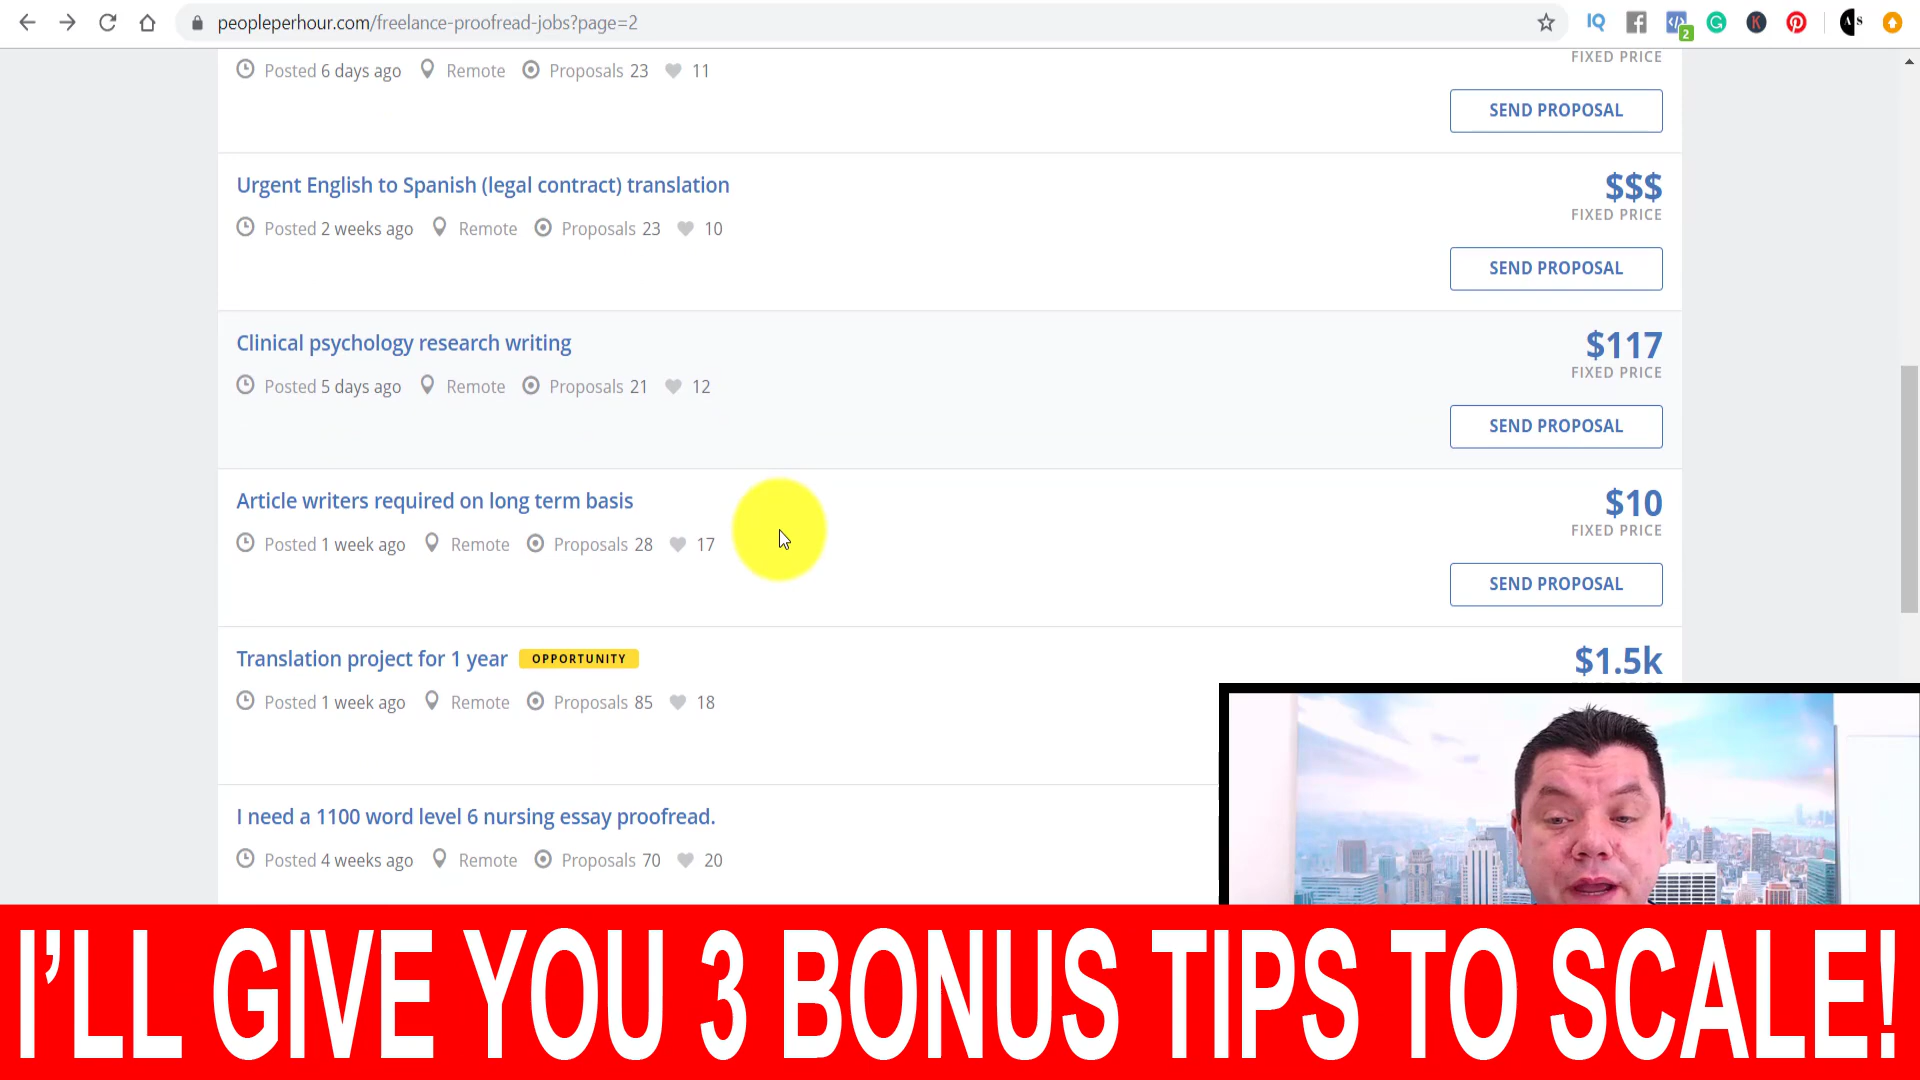 peopleperhour.com/freelance-proofread-jobs?page=2
IQ
2
K
A S
FIXED PRICE
Posted 6 days ago Remote Proposals 23 11
SEND PROPOSAL
Urgent English to Spanish (legal contract) translation
$$$
FIXED PRICE
Posted 2 weeks ago Remote Proposals 23 10
SEND PROPOSAL
Clinical psychology research writing
$117
FIXED PRICE
Posted 5 days ago Remote Proposals 21 12
SEND PROPOSAL
Article writers required on long term basis
$10
FIXED PRICE
Posted 1 week ago Remote Proposals 28 17
SEND PROPOSAL
Translation project for 1 year OPPORTUNITY
$1.5k
Posted 1 week ago Remote Proposals 85 18
I need a 1100 word level 6 nursing essay proofread.
Posted 4 weeks ago Remote Proposals 70 20
I'LL GIVE YOU 3 BONUS TIPS TO SCALE!